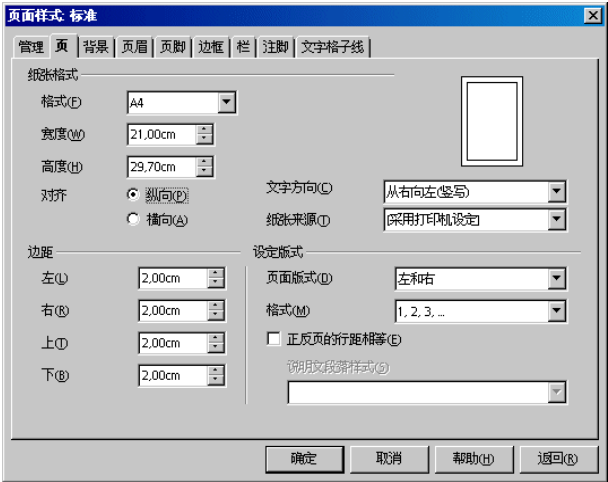 页面样式: 标准
管理 页 背景 页眉 页脚 边框 栏 注脚 文字格子线
纸张格式
格式(F) A4
宽度(W) 21,00cm
高度(H) 29,70cm
对齐 纵向(P)
横向(A)
文字方向(C) 从右向左(竖写)
纸张来源(T) [采用打印机设定]
边距
左(L) 2,00cm
右(R) 2,00cm
上(T) 2,00cm
下(B) 2,00cm
设定版式
页面版式(D) 左和右
格式(M) 1, 2, 3, ...
正反页的行距相等(E)
说明文段落样式(S)
确定 取消 帮助(H) 返回(R)